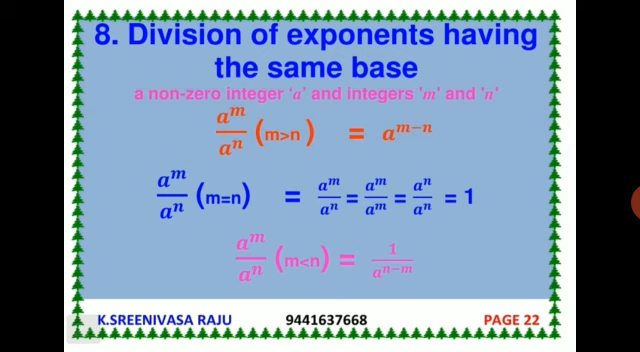 8. Division of exponents having
the same base
a non-zero integer ‘a’ and integers 'm' and 'n'
a^m/a^n (m>n) = a^(m−n)
a^m/a^n (m=n) = a^m/a^n = a^m/a^m = a^n/a^n = 1
a^m/a^n (m<n) = 1/a^(n−m)
K.SREENIVASA RAJU 9441637668 PAGE 22